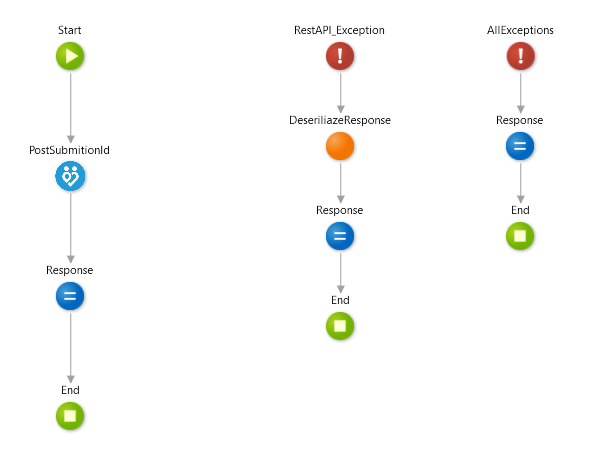 Start
PostSubmitionId
Response
End
RestAPI_Exception
DeseriliazeResponse
Response
End
AllExceptions
Response
End